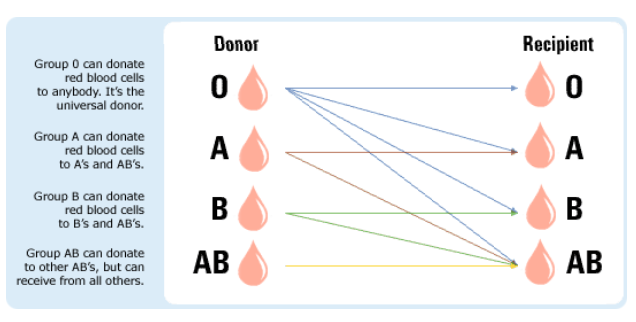 Donor
Recipient
Group 0 can donate
red blood cells
to anybody. It's the
universal donor.
O
O
Group A can donate
red blood cells
to A's and AB's.
A
A
Group B can donate
red blood cells
to B's and AB's.
B
B
Group AB can donate
to other AB's, but can
receive from all others.
AB
AB